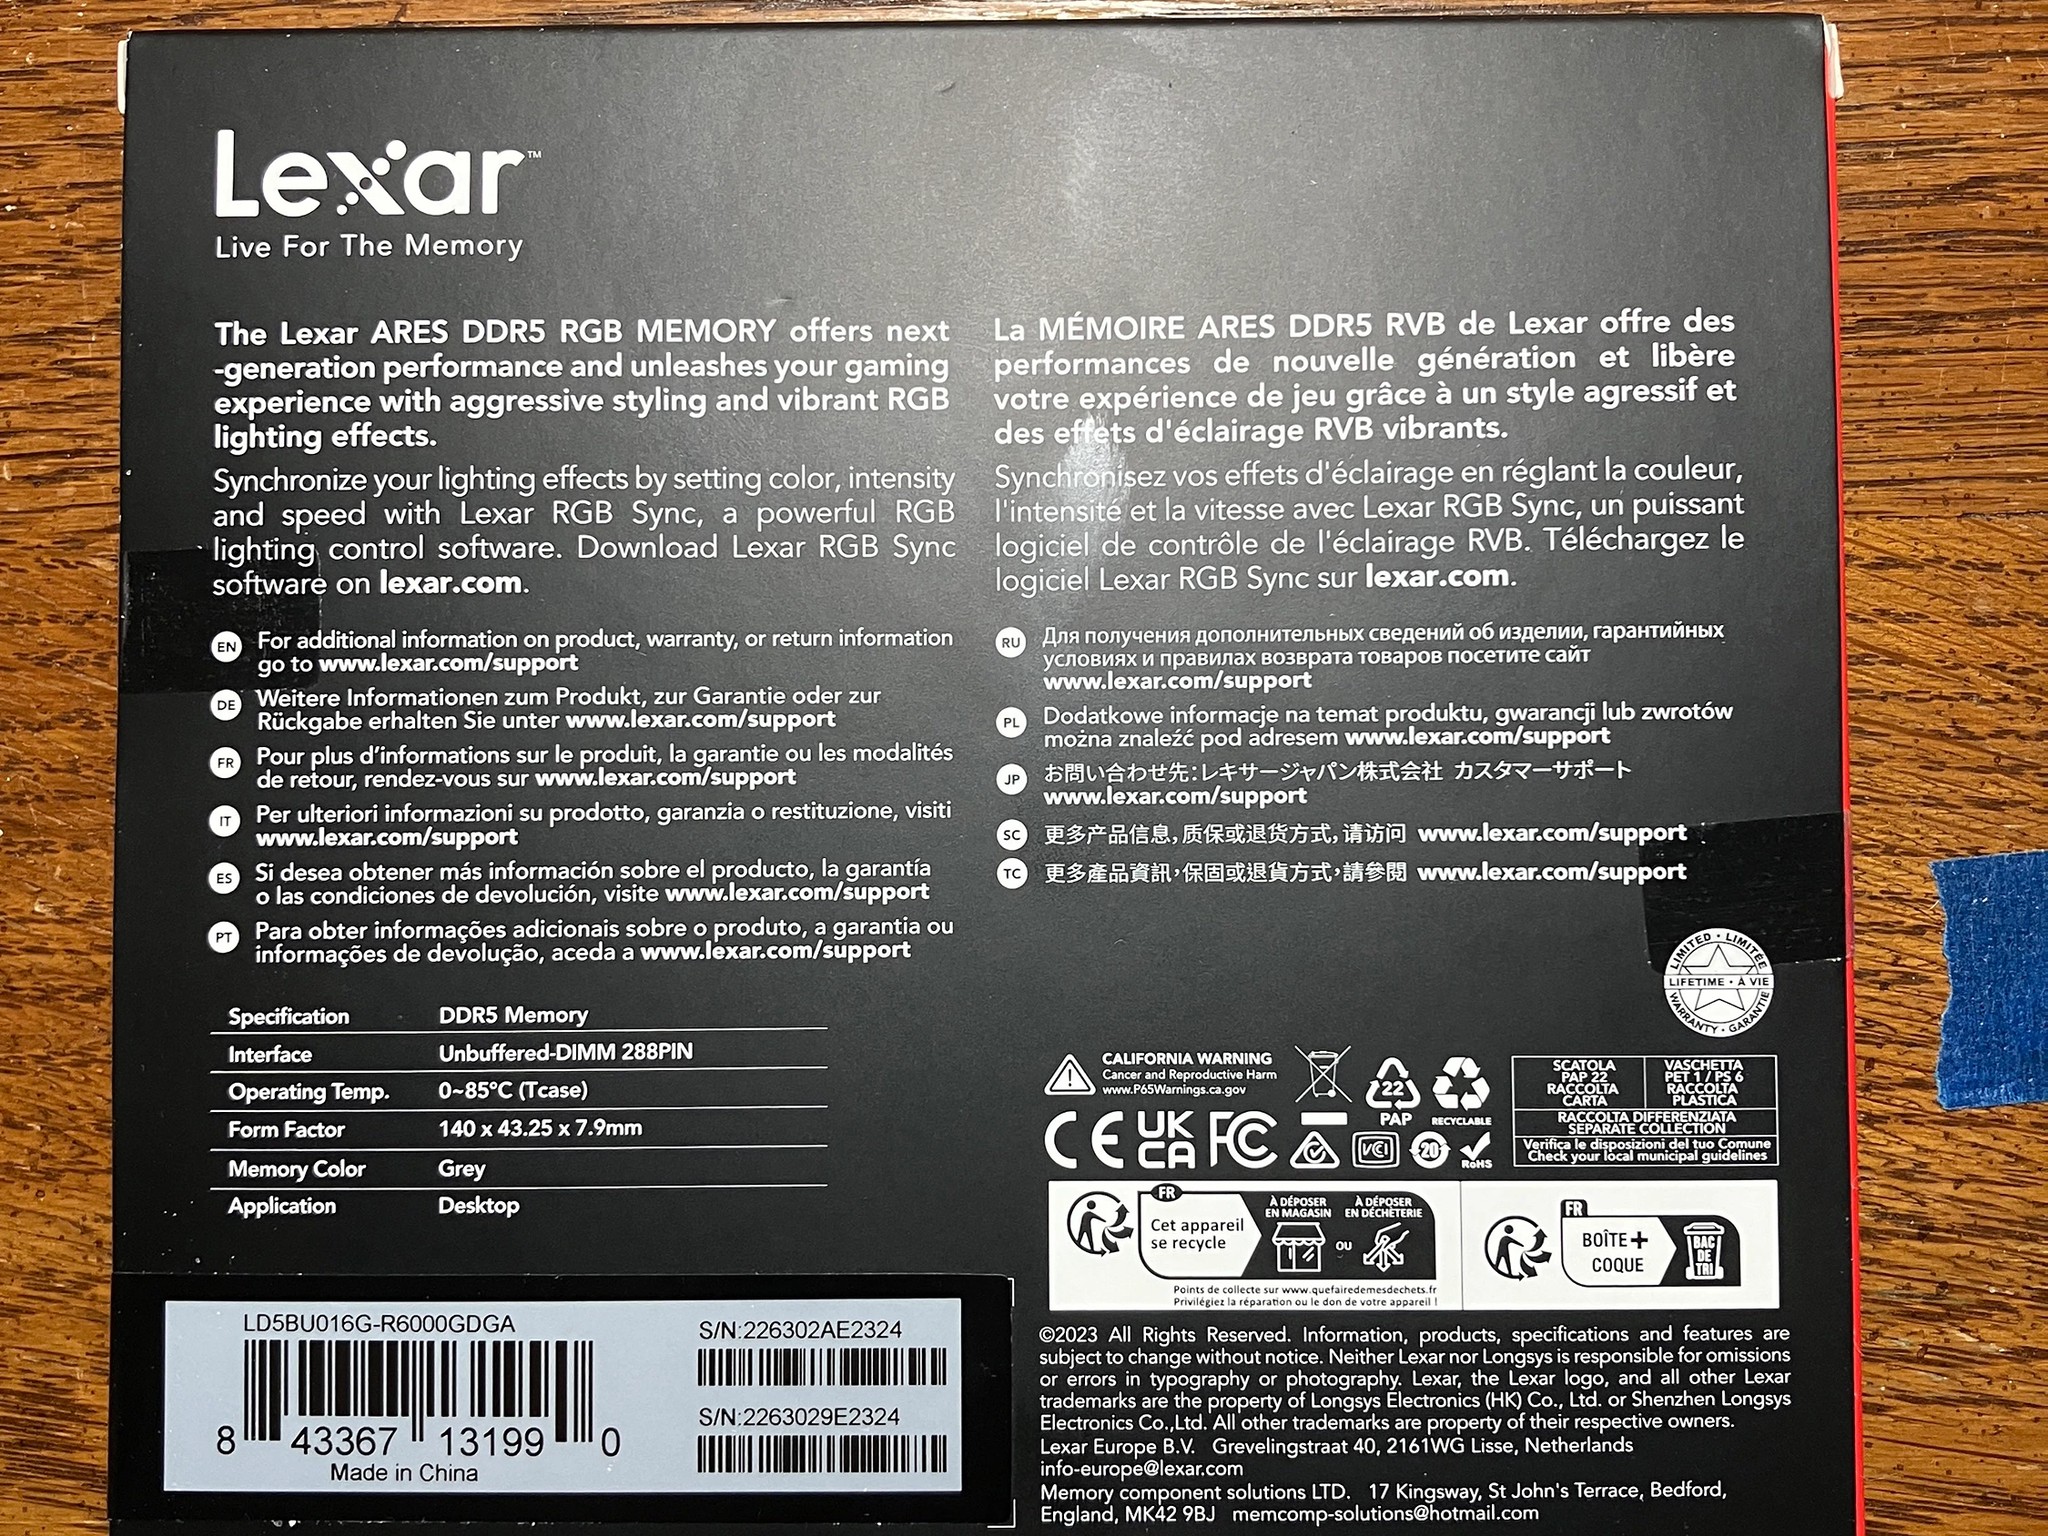 Lexar™
Live For The Memory
The Lexar ARES DDR5 RGB MEMORY offers next
-generation performance and unleashes your gaming
experience with aggressive styling and vibrant RGB
lighting effects.
Synchronize your lighting effects by setting color, intensity
and speed with Lexar RGB Sync, a powerful RGB
lighting control software. Download Lexar RGB Sync
software on lexar.com.
EN For additional information on product, warranty, or return information
go to www.lexar.com/support
DE Weitere Informationen zum Produkt, zur Garantie oder zur
Rückgabe erhalten Sie unter www.lexar.com/support
FR Pour plus d'informations sur le produit, la garantie ou les modalités
de retour, rendez-vous sur www.lexar.com/support
IT Per ulteriori informazioni su prodotto, garanzia o restituzione, visiti
www.lexar.com/support
ES Si desea obtener más información sobre el producto, la garantía
o las condiciones de devolución, visite www.lexar.com/support
PT Para obter informações adicionais sobre o produto, a garantia ou
informações de devolução, aceda a www.lexar.com/support
La MÉMOIRE ARES DDR5 RVB de Lexar offre des
performances de nouvelle génération et libère
votre expérience de jeu grâce à un style agressif et
des effets d'éclairage RVB vibrants.
Synchronisez vos effets d'éclairage en réglant la couleur,
l'intensité et la vitesse avec Lexar RGB Sync, un puissant
logiciel de contrôle de l'éclairage RVB. Téléchargez le
logiciel Lexar RGB Sync sur lexar.com.
RU Для получения дополнительных сведений об изделии, гарантийных
условиях и правилах возврата товаров посетите сайт
www.lexar.com/support
PL Dodatkowe informacje na temat produktu, gwarancji lub zwrotów
można znaleźć pod adresem www.lexar.com/support
JP お問い合わせ先:レキサージャパン株式会社 カスタマーサポート
www.lexar.com/support
SC 更多产品信息,质保或退货方式,请访问 www.lexar.com/support
TC 更多產品資訊,保固或退貨方式,請參閱 www.lexar.com/support
LIMITED • LIMITÉE
LIFETIME • À VIE
WARRANTY • GARANTIE
Specification DDR5 Memory
Interface Unbuffered-DIMM 288PIN
Operating Temp. 0~85°C (Tcase)
Form Factor 140 x 43.25 x 7.9mm
Memory Color Grey
Application Desktop
CALIFORNIA WARNING
Cancer and Reproductive Harm
www.P65Warnings.ca.gov
22
PAP
RECYCLABLE
CE UK
CA FC VCI 20 RoHS
SCATOLA
PAP 22
RACCOLTA
CARTA
VASCHETTA
PET 1 / PS 6
RACCOLTA
PLASTICA
RACCOLTA DIFFERENZIATA
SEPARATE COLLECTION
Verifica le disposizioni del tuo Comune
Check your local municipal guidelines
FR
Cet appareil
se recycle
À DÉPOSER
EN MAGASIN
OU
À DÉPOSER
EN DÉCHÈTERIE
Points de collecte sur www.quefairedemesdechets.fr
Privilégiez la réparation ou le don de votre appareil !
FR
BOÎTE +
COQUE
BAC
DE
TRI
LD5BU016G-R6000GDGA
8 43367 13199 0
Made in China
S/N:226302AE2324
S/N:2263029E2324
©2023 All Rights Reserved. Information, products, specifications and features are
subject to change without notice. Neither Lexar nor Longsys is responsible for omissions
or errors in typography or photography. Lexar, the Lexar logo, and all other Lexar
trademarks are the property of Longsys Electronics (HK) Co., Ltd. or Shenzhen Longsys
Electronics Co.,Ltd. All other trademarks are property of their respective owners.
Lexar Europe B.V. Grevelingstraat 40, 2161WG Lisse, Netherlands
info-europe@lexar.com
Memory component solutions LTD. 17 Kingsway, St John's Terrace, Bedford,
England, MK42 9BJ memcomp-solutions@hotmail.com